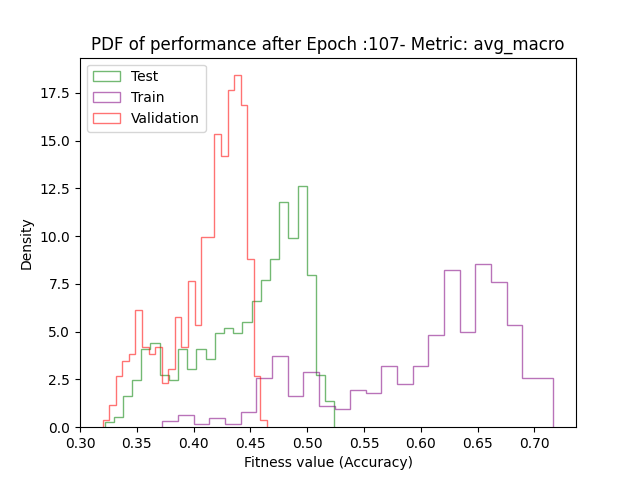 PDF of performance after Epoch :107- Metric: avg_macro
Test
Train
Validation
17.5
15.0
12.5
10.0
7.5
5.0
2.5
0.0
Density
0.30 0.35 0.40 0.45 0.50 0.55 0.60 0.65 0.70
Fitness value (Accuracy)